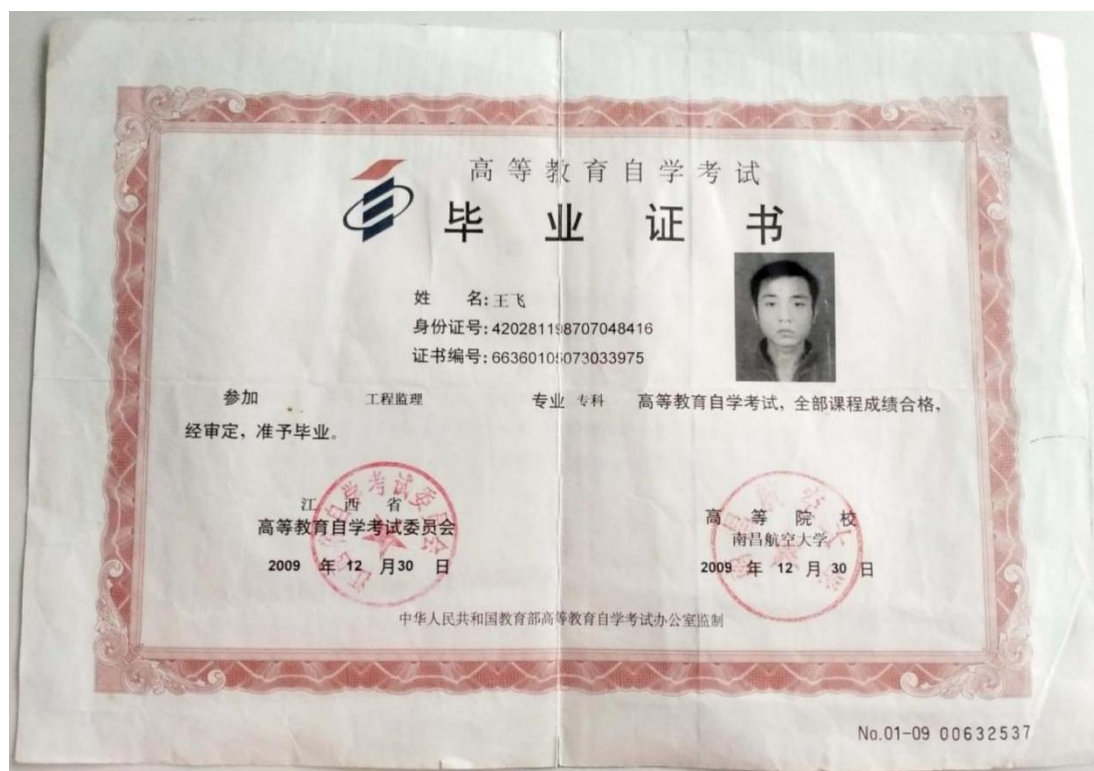 高等教育自学考试
毕业证书
姓 名:王飞
身份证号:420281198707048416
证书编号:66360105073033975
参加 工程监理 专业 专科 高等教育自学考试，全部课程成绩合格，
经审定，准予毕业。
江西省
高等教育自学考试委员会
2009 年 12 月 30 日
高等院校
南昌航空大学
2009 年 12 月 30 日
中华人民共和国教育部高等教育自学考试办公室监制
No.01-09 00632537